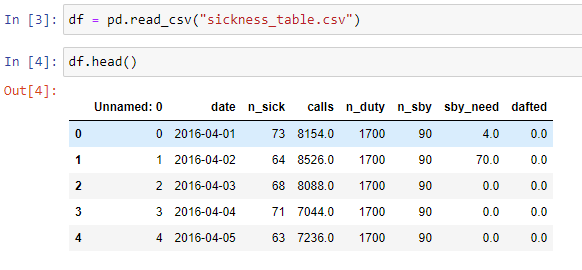 In [3]: df = pd.read_csv("sickness_table.csv")
In [4]: df.head()
Out[4]:
Unnamed: 0 date n_sick calls n_duty n_sby sby_need dafted
0 0 2016-04-01 73 8154.0 1700 90 4.0 0.0
1 1 2016-04-02 64 8526.0 1700 90 70.0 0.0
2 2 2016-04-03 68 8088.0 1700 90 0.0 0.0
3 3 2016-04-04 71 7044.0 1700 90 0.0 0.0
4 4 2016-04-05 63 7236.0 1700 90 0.0 0.0